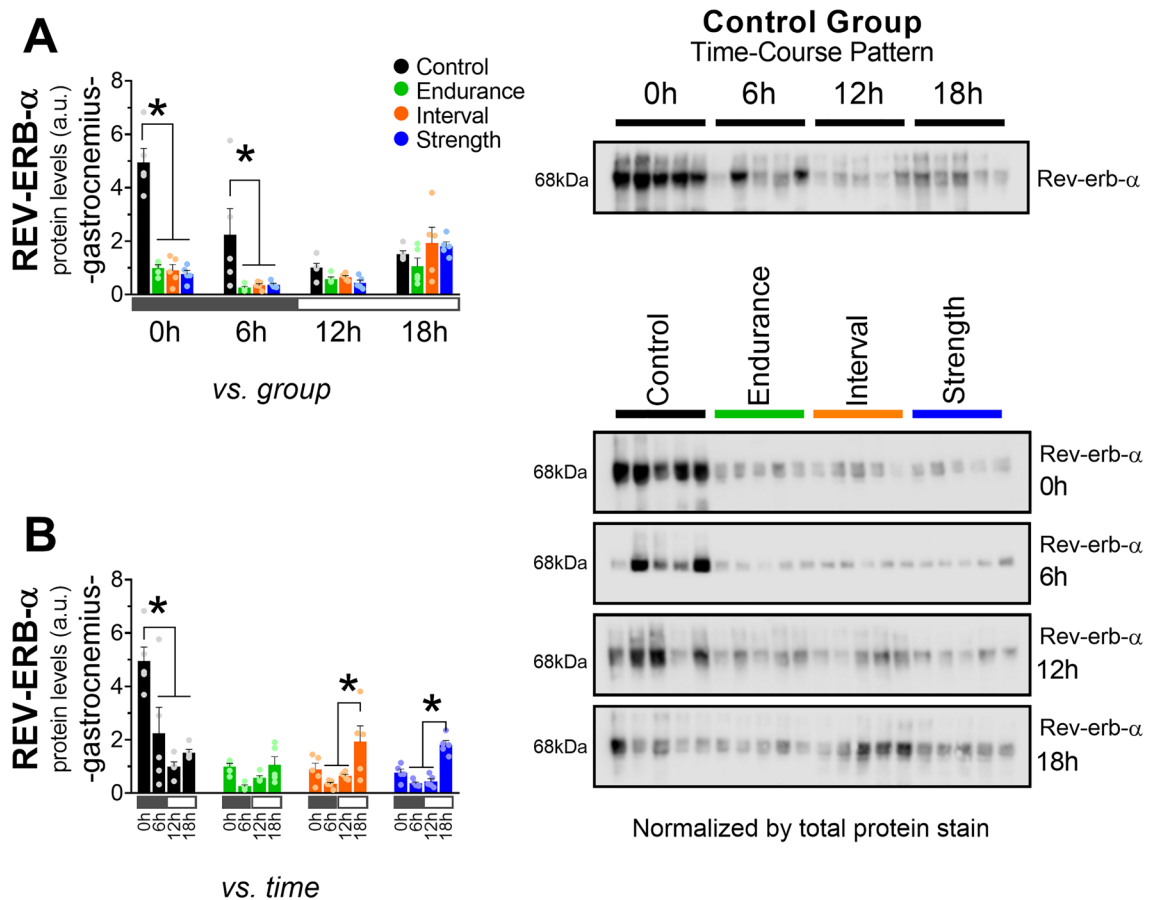 A
REV-ERB-α
protein levels (a.u.)
-gastrocnemius-
8
6
4
2
0
*
*
Control
Endurance
Interval
Strength
0h
6h
12h
18h
vs. group
Control Group
Time-Course Pattern
0h
6h
12h
18h
68kDa
Rev-erb-α
Control
Endurance
Interval
Strength
68kDa
Rev-erb-α
0h
68kDa
Rev-erb-α
6h
68kDa
Rev-erb-α
12h
68kDa
Rev-erb-α
18h
Normalized by total protein stain
B
REV-ERB-α
protein levels (a.u.)
-gastrocnemius-
8
6
4
2
0
*
*
*
0h 6h 12h 18h
0h 6h 12h 18h
0h 6h 12h 18h
0h 6h 12h 18h
vs. time